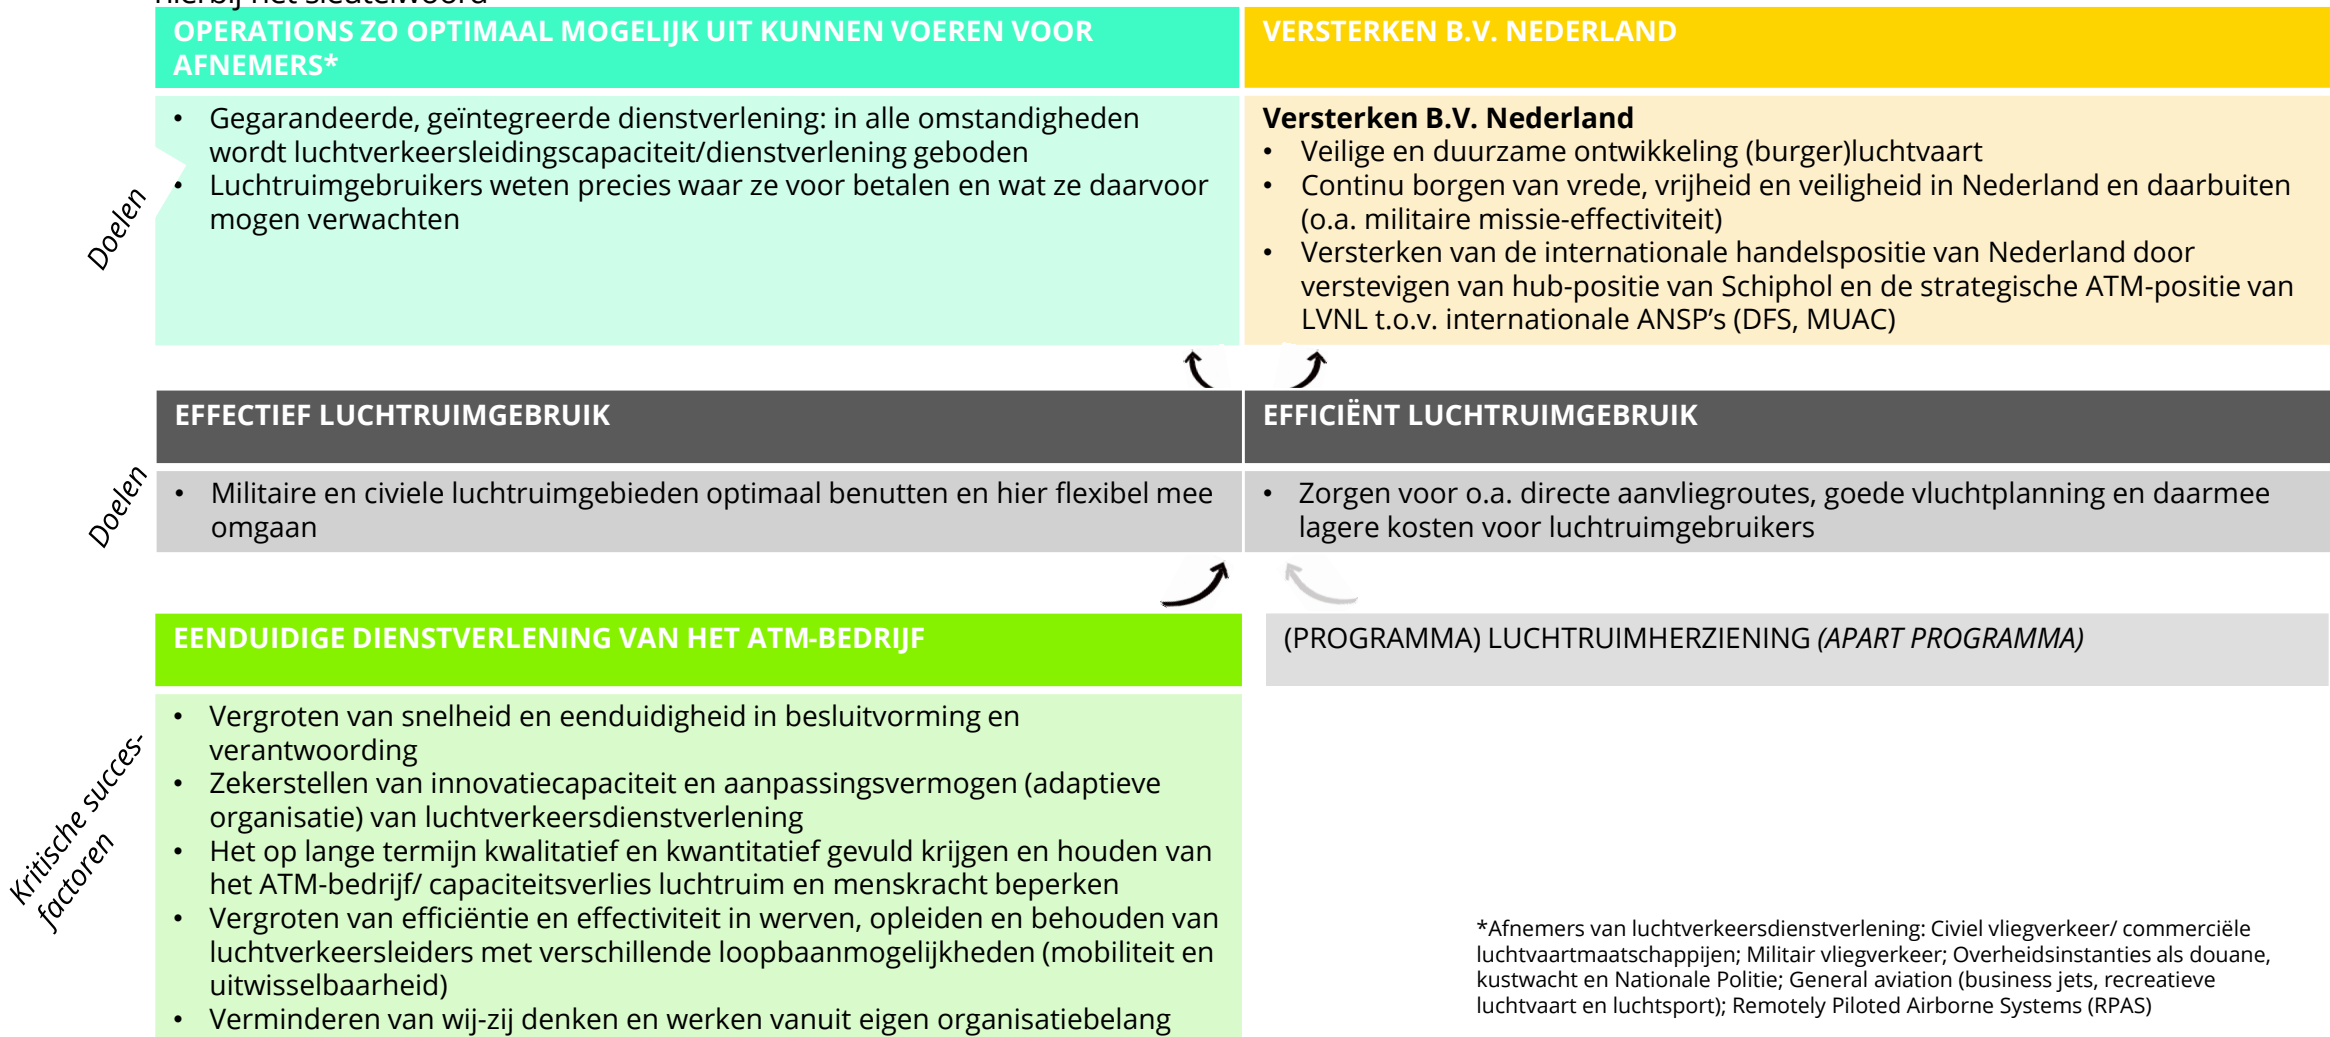 hierbij het sleutelwoord
OPERATIONS ZO OPTIMAAL MOGELIJK UIT KUNNEN VOEREN VOOR
AFNEMERS*
VERSTERKEN B.V. NEDERLAND
Doelen
• Gegarandeerde, geïntegreerde dienstverlening: in alle omstandigheden
wordt luchtverkeersleidingscapaciteit/dienstverlening geboden
• Luchtruimgebruikers weten precies waar ze voor betalen en wat ze daarvoor
mogen verwachten
Versterken B.V. Nederland
• Veilige en duurzame ontwikkeling (burger)luchtvaart
• Continu borgen van vrede, vrijheid en veiligheid in Nederland en daarbuiten
(o.a. militaire missie-effectiviteit)
• Versterken van de internationale handelspositie van Nederland door
verstevigen van hub-positie van Schiphol en de strategische ATM-positie van
LVNL t.o.v. internationale ANSP’s (DFS, MUAC)
EFFECTIEF LUCHTRUIMGEBRUIK
EFFICIËNT LUCHTRUIMGEBRUIK
Doelen
• Militaire en civiele luchtruimgebieden optimaal benutten en hier flexibel mee
omgaan
• Zorgen voor o.a. directe aanvliegroutes, goede vluchtplanning en daarmee
lagere kosten voor luchtruimgebruikers
EENDUIDIGE DIENSTVERLENING VAN HET ATM-BEDRIJF
(PROGRAMMA) LUCHTRUIMHERZIENING (APART PROGRAMMA)
Kritische succes-
factoren
• Vergroten van snelheid en eenduidigheid in besluitvorming en
verantwoording
• Zekerstellen van innovatiecapaciteit en aanpassingsvermogen (adaptieve
organisatie) van luchtverkeersdienstverlening
• Het op lange termijn kwalitatief en kwantitatief gevuld krijgen en houden van
het ATM-bedrijf/ capaciteitsverlies luchtruim en menskracht beperken
• Vergroten van efficiëntie en effectiviteit in werven, opleiden en behouden van
luchtverkeersleiders met verschillende loopbaanmogelijkheden (mobiliteit en
uitwisselbaarheid)
• Verminderen van wij-zij denken en werken vanuit eigen organisatiebelang
*Afnemers van luchtverkeersdienstverlening: Civiel vliegverkeer/ commerciële
luchtvaartmaatschappijen; Militair vliegverkeer; Overheidsinstanties als douane,
kustwacht en Nationale Politie; General aviation (business jets, recreatieve
luchtvaart en luchtsport); Remotely Piloted Airborne Systems (RPAS)